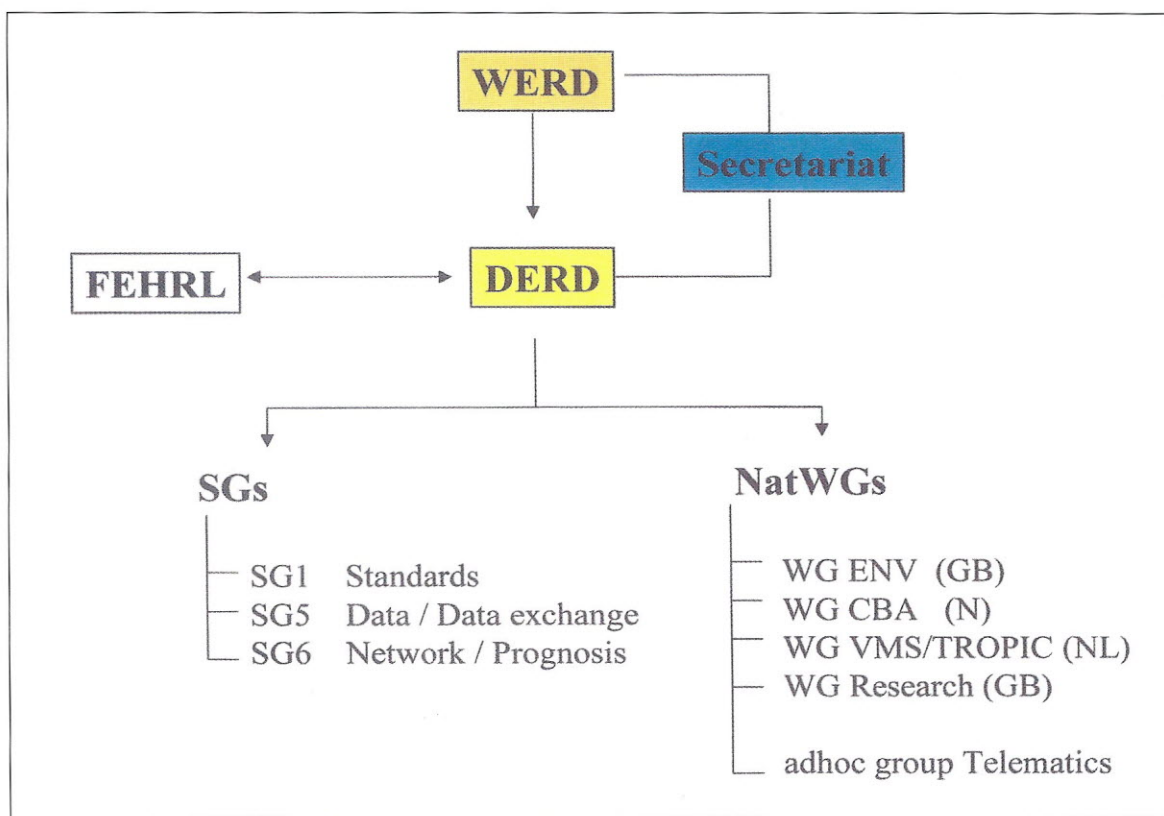 WERD
Secretariat
FEHRL
DERD
SGs
SG1 Standards
SG5 Data / Data exchange
SG6 Network / Prognosis
NatWGs
WG ENV (GB)
WG CBA (N)
WG VMS/TROPIC (NL)
WG Research (GB)
adhoc group Telematics